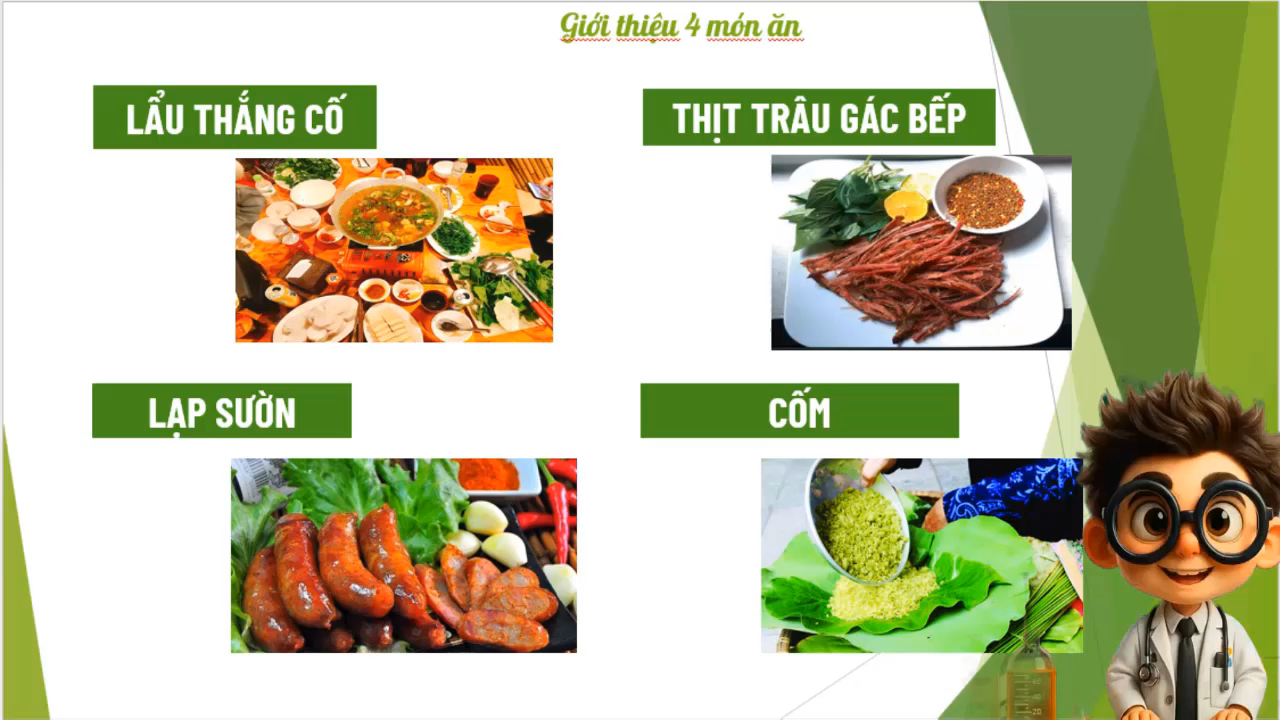 Giới thiệu 4 món ăn
LẨU THẮNG CỐ
THỊT TRÂU GÁC BẾP
LẠP SƯỜN
CỐM